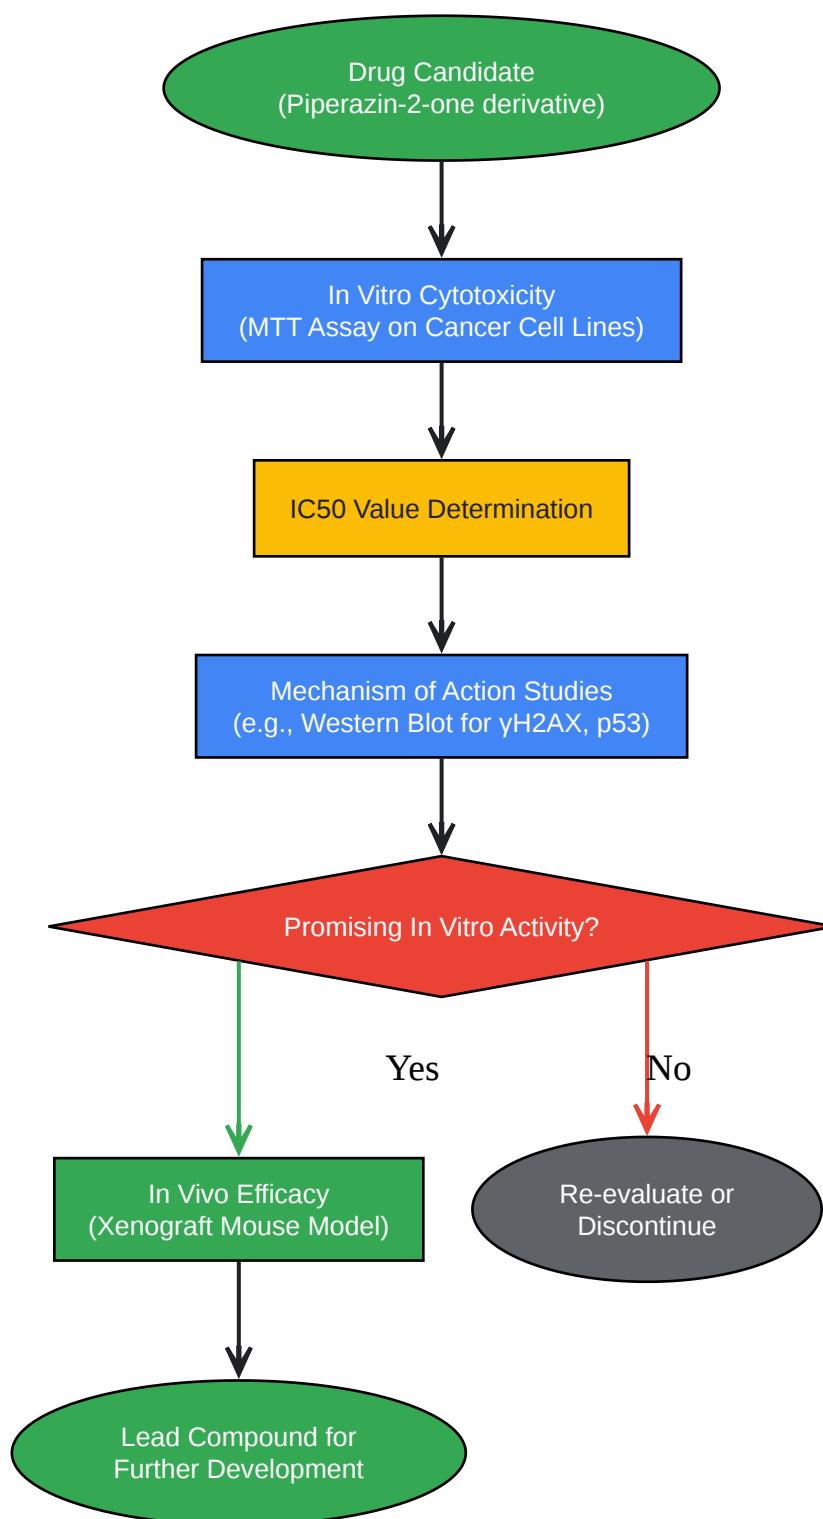 Drug Candidate
(Piperazin-2-one derivative)
In Vitro Cytotoxicity
(MTT Assay on Cancer Cell Lines)
IC50 Value Determination
Mechanism of Action Studies
(e.g., Western Blot for γH2AX, p53)
Promising In Vitro Activity?
Yes
No
In Vivo Efficacy
(Xenograft Mouse Model)
Re-evaluate or
Discontinue
Lead Compound for
Further Development